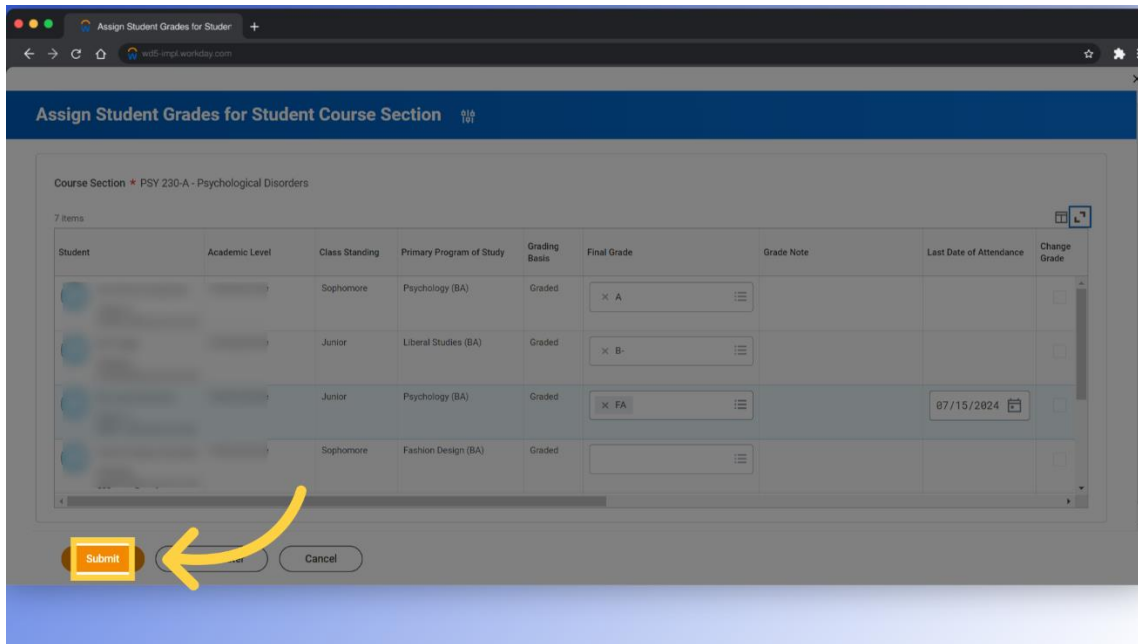 Assign Student Grades for Studer
wd5-impl.workday.com
Assign Student Grades for Student Course Section
Course Section * PSY 230-A - Psychological Disorders
7 items
Student Academic Level Class Standing Primary Program of Study Grading Basis Final Grade Grade Note Last Date of Attendance Change Grade
Sophomore Psychology (BA) Graded × A
Junior Liberal Studies (BA) Graded × B-
Junior Psychology (BA) Graded × FA 07/15/2024
Sophomore Fashion Design (BA) Graded
Submit Cancel